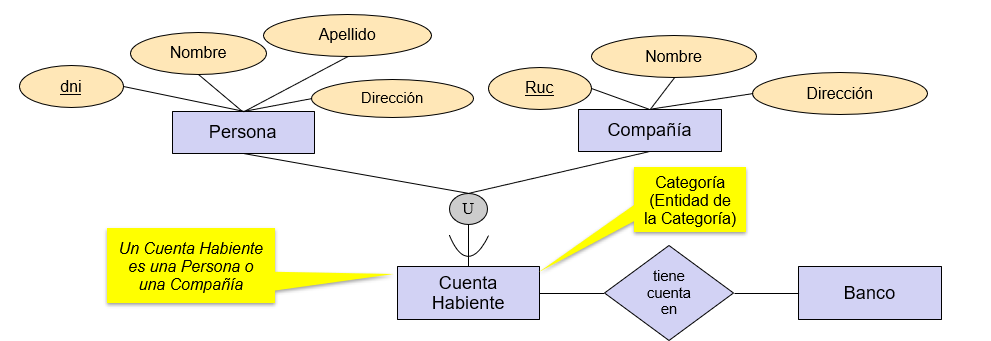 Apellido
Nombre
dni
Dirección
Persona
Nombre
Ruc
Dirección
Compañía
U
Categoría
(Entidad de
la Categoría)
Un Cuenta Habiente
es una Persona o
una Compañía
Cuenta
Habiente
tiene
cuenta
en
Banco